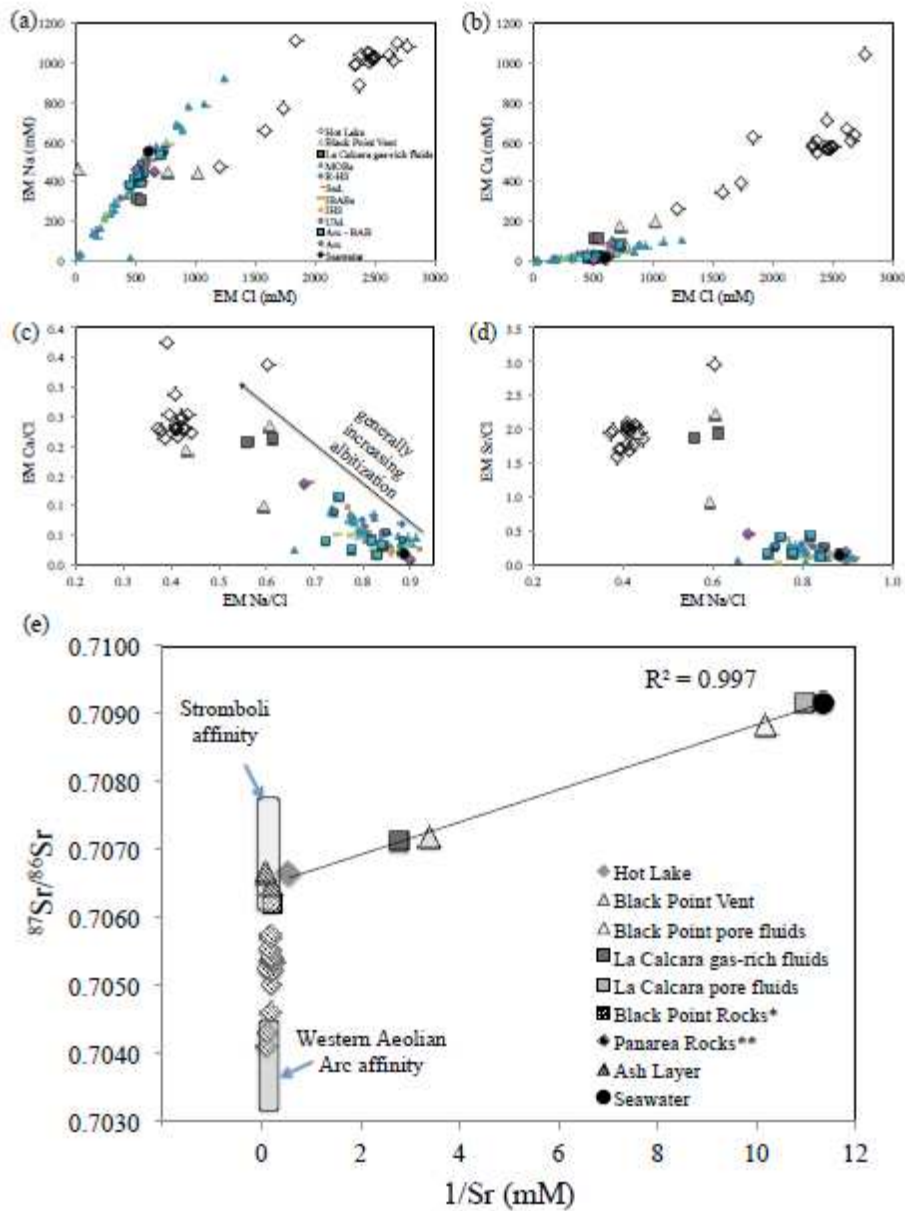 (a)
1200
1000
800
600
400
200
0
EM Na (mM)
0 500 1000 1500 2000 2500 3000
EM Cl (mM)
Hot Lake
Black Point Vent
La Calcara gas-rich fluids
MORs
R-HS
Sed.
Arc - BAB
Arc
Seawater
(b)
1200
1000
800
600
400
200
0
EM Ca (mM)
0 500 1000 1500 2000 2500 3000
EM Cl (mM)
(c)
0.4
0.4
0.3
0.3
0.2
0.2
0.1
0.1
0.0
EM Ca/Cl
generally
increasing
albitization
0.2 0.3 0.4 0.5 0.6 0.7 0.8 0.9
EM Na/Cl
(d)
3.5
3.0
2.5
2.0
1.5
1.0
0.5
0.0
EM Sr/Cl
0.2 0.4 0.6 0.8 1.0
EM Na/Cl
(e)
0.7100
0.7090
0.7080
0.7070
0.7060
0.7050
0.7040
0.7030
⁸⁷Sr/⁸⁶Sr
Stromboli
affinity
R² = 0.997
Western Aeolian
Arc affinity
Hot Lake
Black Point Vent
Black Point pore fluids
La Calcara gas-rich fluids
La Calcara pore fluids
Black Point Rocks*
Panarea Rocks**
Ash Layer
Seawater
0 2 4 6 8 10 12
1/Sr (mM)